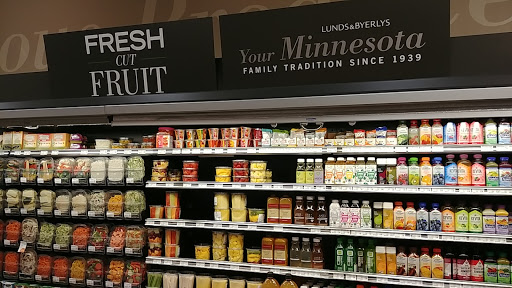 FRESH
CUT
FRUIT
LUNDS&BYERLYS
Your Minnesota
FAMILY TRADITION SINCE 1939